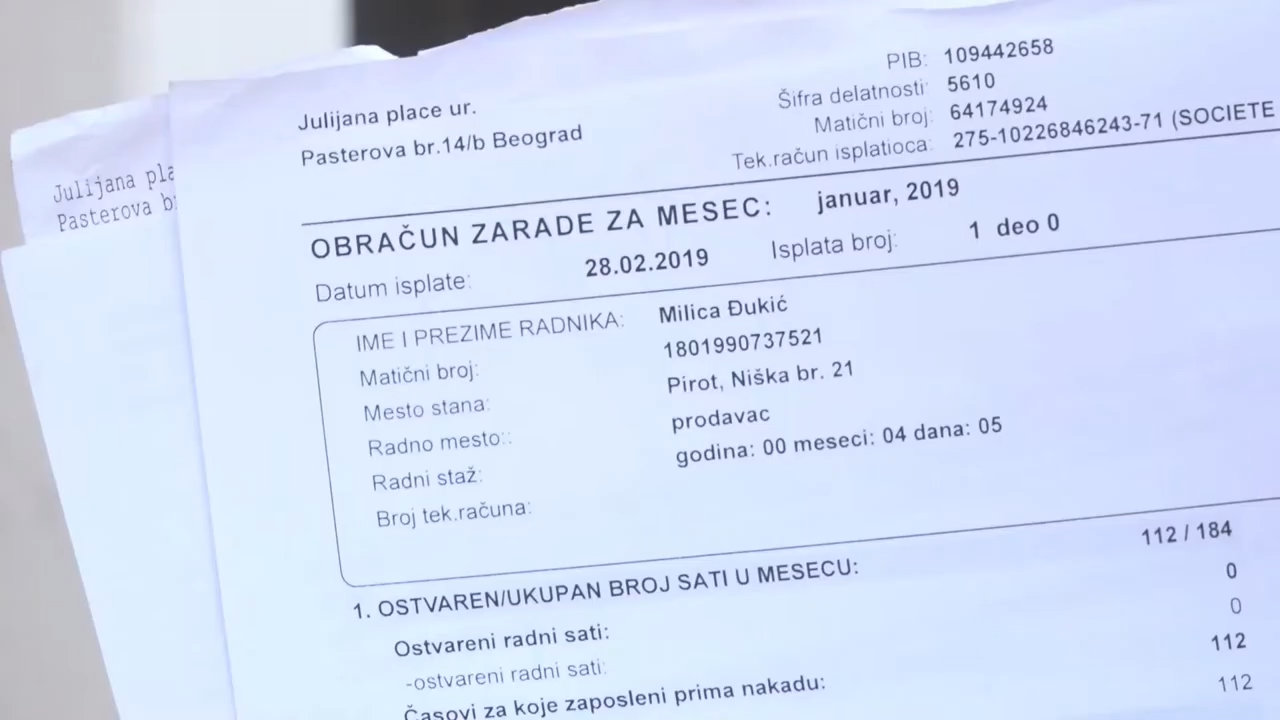 Julijana place ur.
Pasterova br.14/b Beograd
PIB: 109442658
Šifra delatnosti: 5610
Matični broj: 64174924
Tek.račun isplatioca: 275-10226846243-71 (SOCIETE
Julijana pla
Pasterova b
OBRAČUN ZARADE ZA MESEC: januar, 2019
Datum isplate: 28.02.2019 Isplata broj: 1 deo 0
IME I PREZIME RADNIKA: Milica Đukić
Matični broj: 1801990737521
Mesto stana: Pirot, Niška br. 21
Radno mesto:: prodavac
Radni staž: godina: 00 meseci: 04 dana: 05
Broj tek.računa:
1. OSTVAREN/UKUPAN BROJ SATI U MESECU: 112 / 184
Ostvareni radni sati: 0
-ostvareni radni sati: 0
Časovi za koje zaposleni prima nakadu: 112
112